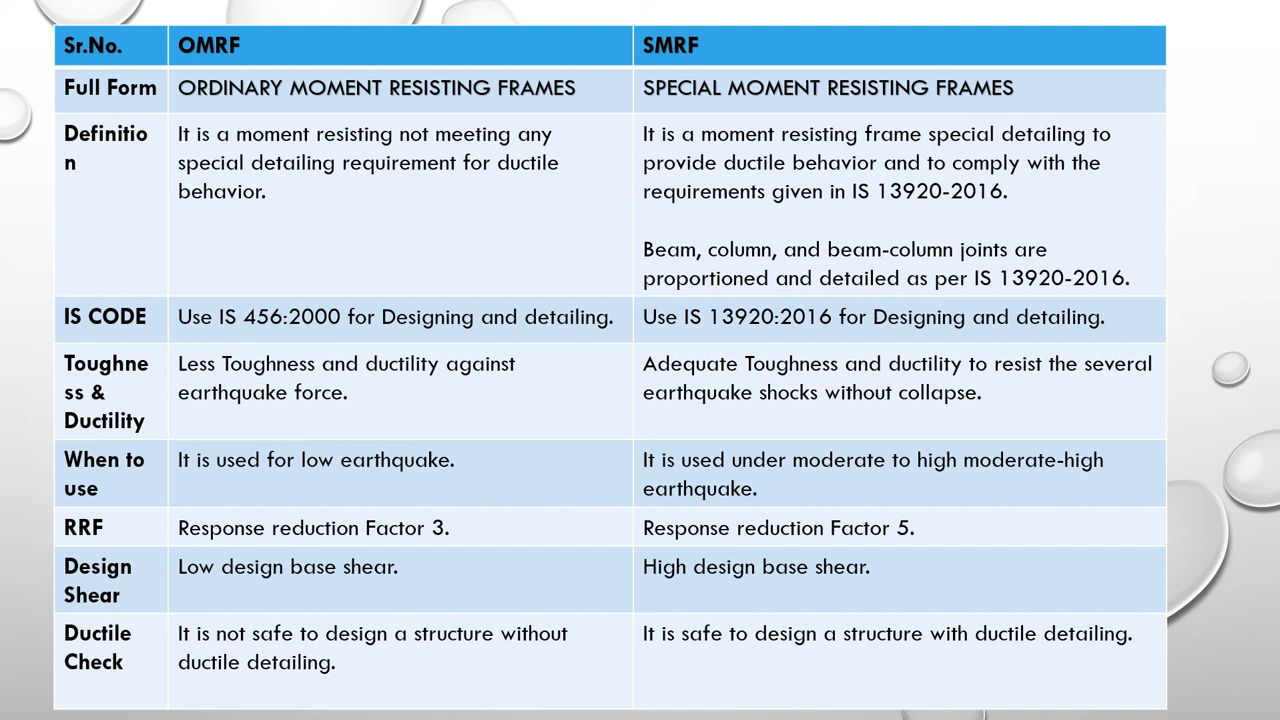 Sr.No. OMRF SMRF
Full Form ORDINARY MOMENT RESISTING FRAMES SPECIAL MOMENT RESISTING FRAMES
Definitio
n
It is a moment resisting not meeting any
special detailing requirement for ductile
behavior.
It is a moment resisting frame special detailing to
provide ductile behavior and to comply with the
requirements given in IS 13920-2016.
Beam, column, and beam-column joints are
proportioned and detailed as per IS 13920-2016.
IS CODE Use IS 456:2000 for Designing and detailing. Use IS 13920:2016 for Designing and detailing.
Toughne
ss &
Ductility
Less Toughness and ductility against
earthquake force.
Adequate Toughness and ductility to resist the several
earthquake shocks without collapse.
When to
use
It is used for low earthquake.
It is used under moderate to high moderate-high
earthquake.
RRF Response reduction Factor 3. Response reduction Factor 5.
Design
Shear
Low design base shear.
High design base shear.
Ductile
Check
It is not safe to design a structure without
ductile detailing.
It is safe to design a structure with ductile detailing.